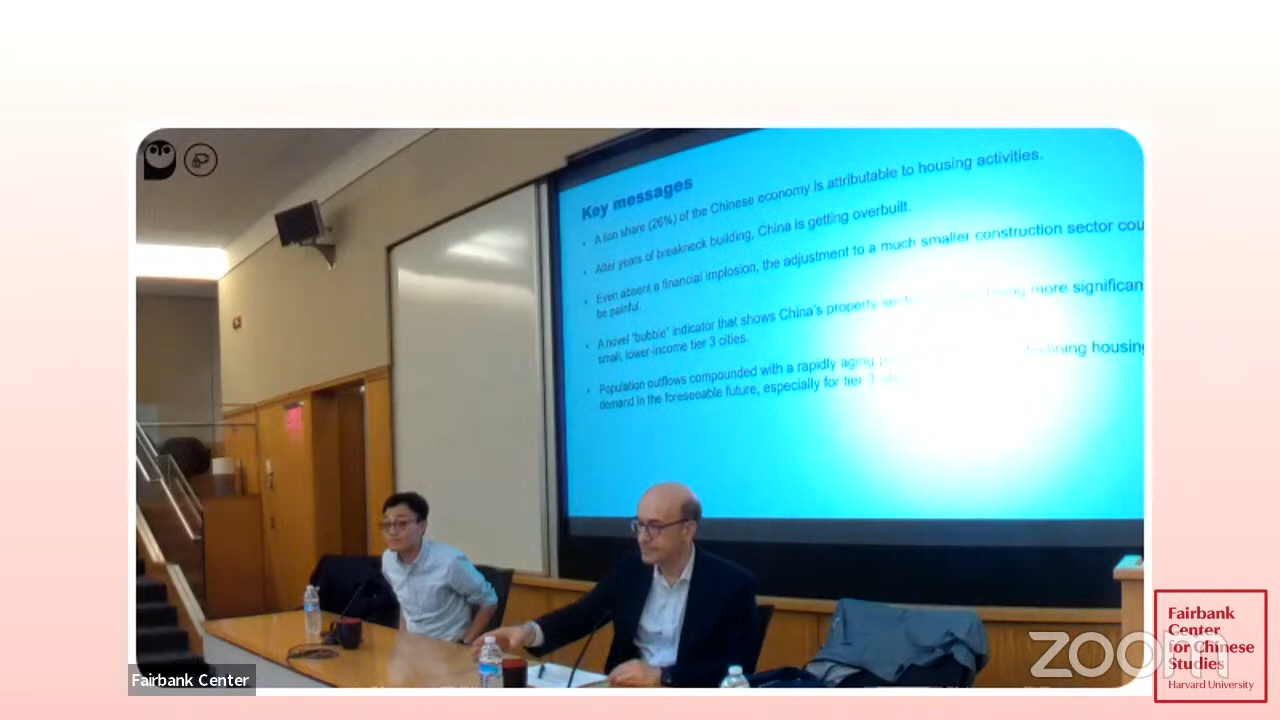 Key messages
A lion share (26%) of the Chinese economy is attributable to housing activities.
After years of breakneck building, China is getting overbuilt.
Even absent a financial implosion, the adjustment to a much smaller construction sector cou
be painful.
A novel "bubble" indicator that shows China's property more significan
small, lower-income tier 3 cities.
Population outflows compounded with a rapidly aging housing
demand in the foreseeable future, especially for tier
Fairbank Center
zoom
Fairbank
Center
for Chinese
Studies
Harvard University